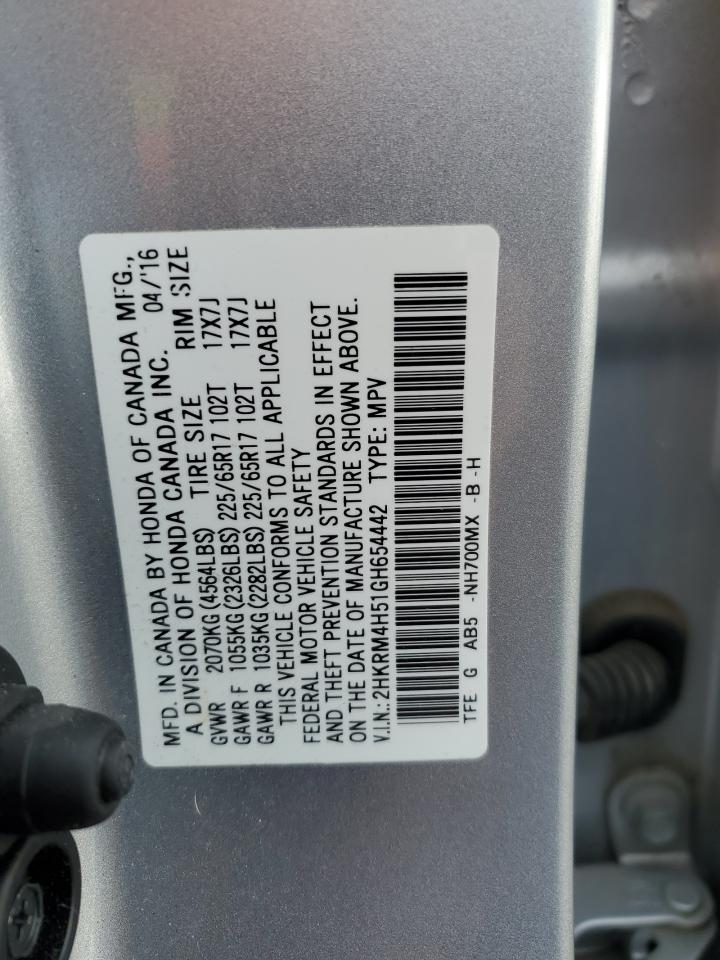 MFD. IN CANADA BY HONDA OF CANADA MFG.,
A DIVISION OF HONDA CANADA INC. 04/'16
GVWR 2070KG (4564LBS) TIRE SIZE RIM SIZE
GAWR F 1055KG (2326LBS) 225/65R17 102T 17X7J
GAWR R 1035KG (2282LBS) 225/65R17 102T 17X7J
THIS VEHICLE CONFORMS TO ALL APPLICABLE
FEDERAL MOTOR VEHICLE SAFETY
AND THEFT PREVENTION STANDARDS IN EFFECT
ON THE DATE OF MANUFACTURE SHOWN ABOVE.
V.I.N.: 2HKRM4H51GH654442 TYPE: MPV
TFE G AB5 -NH700MX -B -H